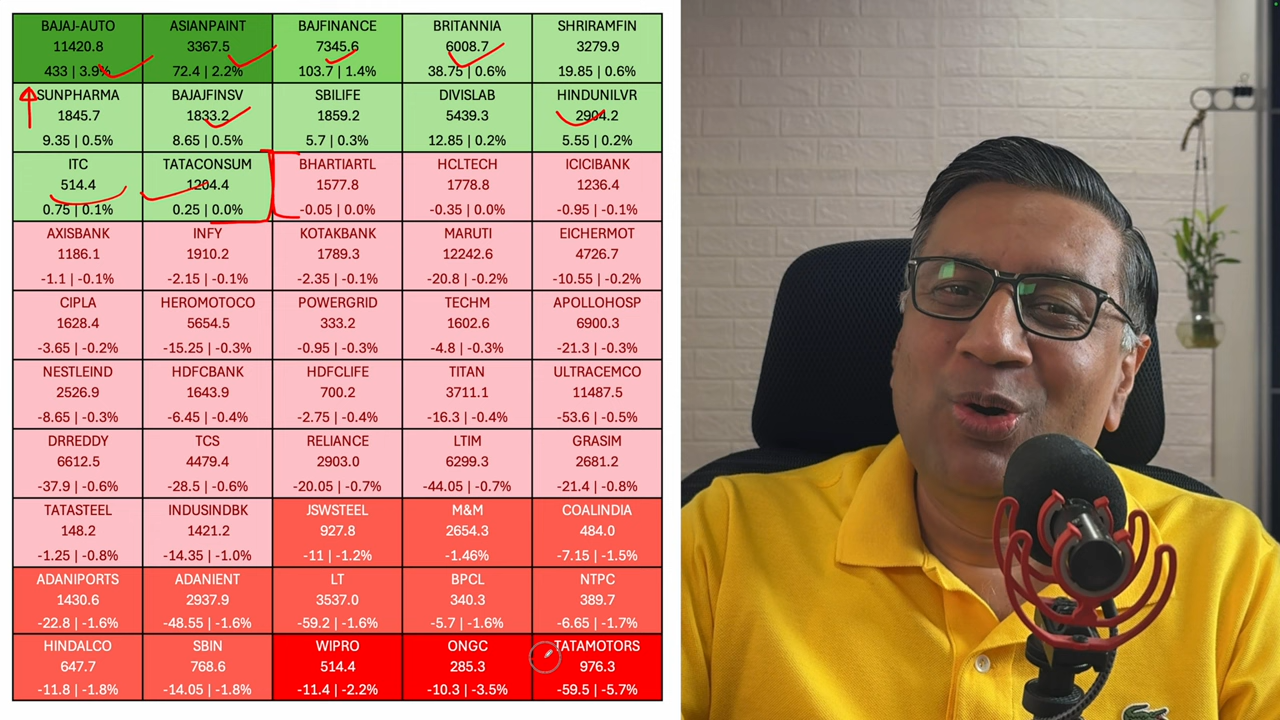 BAJAJ-AUTO ASIANPAINT BAJFINANCE BRITANNIA SHRIRAMFIN
11420.8 3367.5 7345.6 6008.7 3279.9
433 | 3.9% 72.4 | 2.2% 103.7 | 1.4% 38.75 | 0.6% 19.85 | 0.6%
SUNPHARMA BAJAJFINSV SBILIFE DIVISLAB HINDUNILVR
1845.7 1833.2 1859.2 5439.3 2904.2
9.35 | 0.5% 8.65 | 0.5% 5.7 | 0.3% 12.85 | 0.2% 5.55 | 0.2%
ITC TATACONSUM BHARTIARTL HCLTECH ICICIBANK
514.4 1204.4 1577.8 1778.8 1236.4
0.75 | 0.1% 0.25 | 0.0% -0.05 | 0.0% -0.35 | 0.0% -0.95 | -0.1%
AXISBANK INFY KOTAKBANK MARUTI EICHERMOT
1186.1 1910.2 1789.3 12242.6 4726.7
-1.1 | -0.1% -2.15 | -0.1% -2.35 | -0.1% -20.8 | -0.2% -10.55 | -0.2%
CIPLA HEROMOTOCO POWERGRID TECHM APOLLOHOSP
1628.4 5654.5 333.2 1602.6 6900.3
-3.65 | -0.2% -15.25 | -0.3% -0.95 | -0.3% -4.8 | -0.3% -21.3 | -0.3%
NESTLEIND HDFCBANK HDFCLIFE TITAN ULTRACEMCO
2526.9 1643.9 700.2 3711.1 11487.5
-8.65 | -0.3% -6.45 | -0.4% -2.75 | -0.4% -16.3 | -0.4% -53.6 | -0.5%
DRREDDY TCS RELIANCE LTIM GRASIM
6612.5 4479.4 2903.0 6299.3 2681.2
-37.9 | -0.6% -28.5 | -0.6% -20.05 | -0.7% -44.05 | -0.7% -21.4 | -0.8%
TATASTEEL INDUSINDBK JSWSTEEL M&M COALINDIA
148.2 1421.2 927.8 2654.3 484.0
-1.25 | -0.8% -14.35 | -1.0% -11 | -1.2% -1.46% -7.15 | -1.5%
ADANIPORTS ADANIENT LT BPCL NTPC
1430.6 2937.9 3537.0 340.3 389.7
-22.8 | -1.6% -48.55 | -1.6% -59.2 | -1.6% -5.7 | -1.6% -6.65 | -1.7%
HINDALCO SBIN WIPRO ONGC TATAMOTORS
647.7 768.6 514.4 285.3 976.3
-11.8 | -1.8% -14.05 | -1.8% -11.4 | -2.2% -10.3 | -3.5% -59.5 | -5.7%